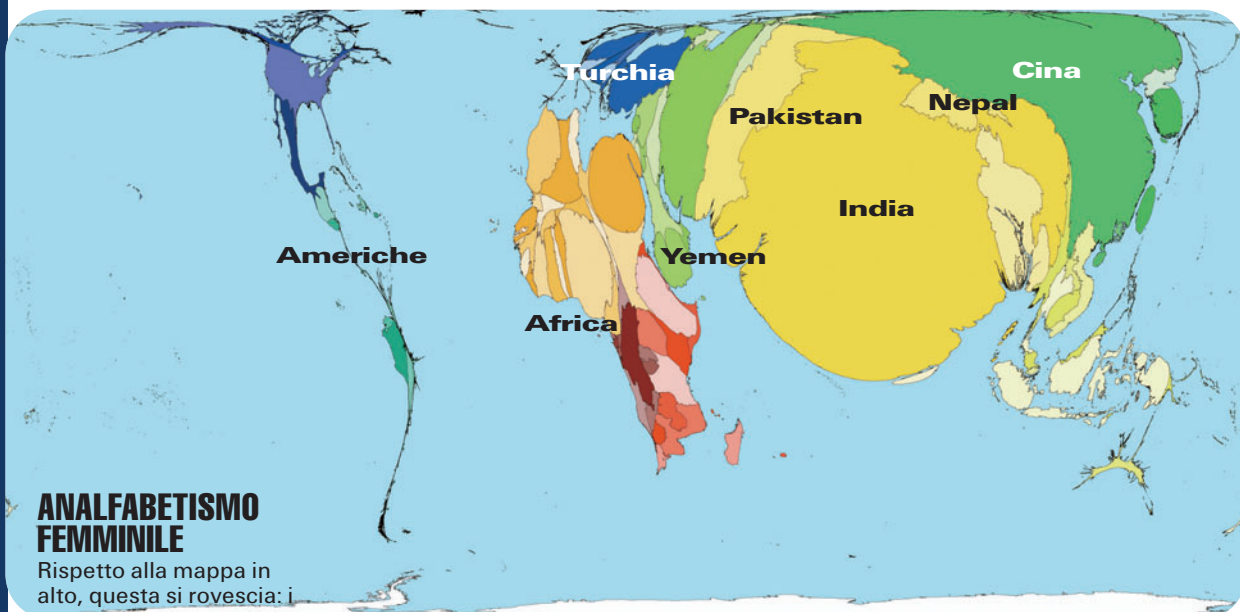 Turchia
Cina
Nepal
Pakistan
India
Americhe
Yemen
Africa
ANALFABETISMO
FEMMINILE
Rispetto alla mappa in
alto, questa si rovescia: i